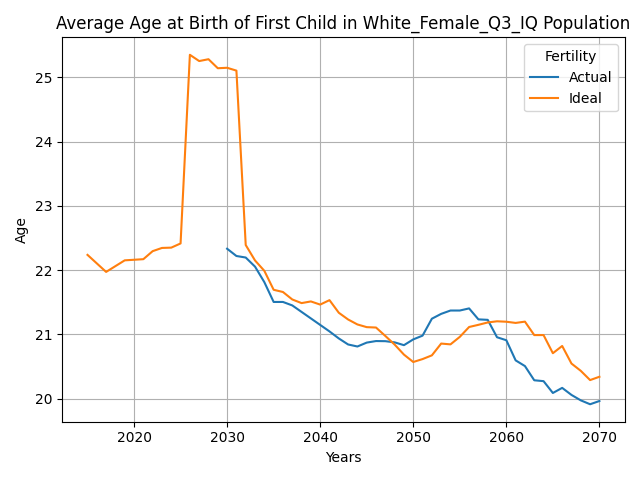 Average Age at Birth of First Child in White_Female_Q3_IQ Population
Fertility
Actual
Ideal
Age
25
24
23
22
21
20
2020
2030
2040
2050
2060
2070
Years